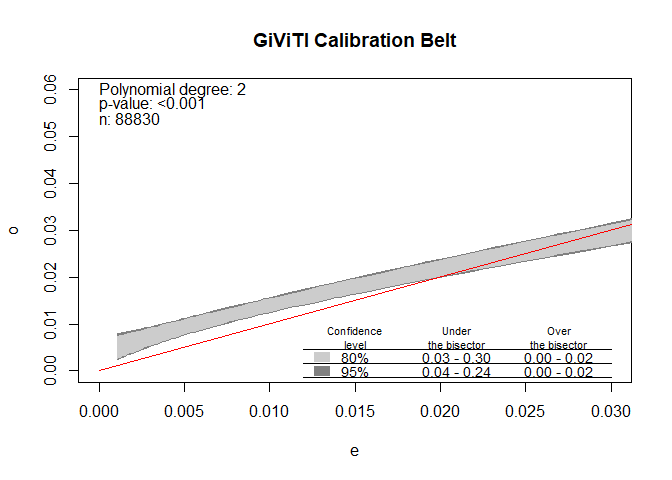 GiViTI Calibration Belt
Polynomial degree: 2
p-value: <0.001
n: 88830
0.06
0.05
0.04
0.03
0.02
0.01
0.00
o
Confidence level Under the bisector Over the bisector
80% 0.03 - 0.30 0.00 - 0.02
95% 0.04 - 0.24 0.00 - 0.02
0.000 0.005 0.010 0.015 0.020 0.025 0.030
e